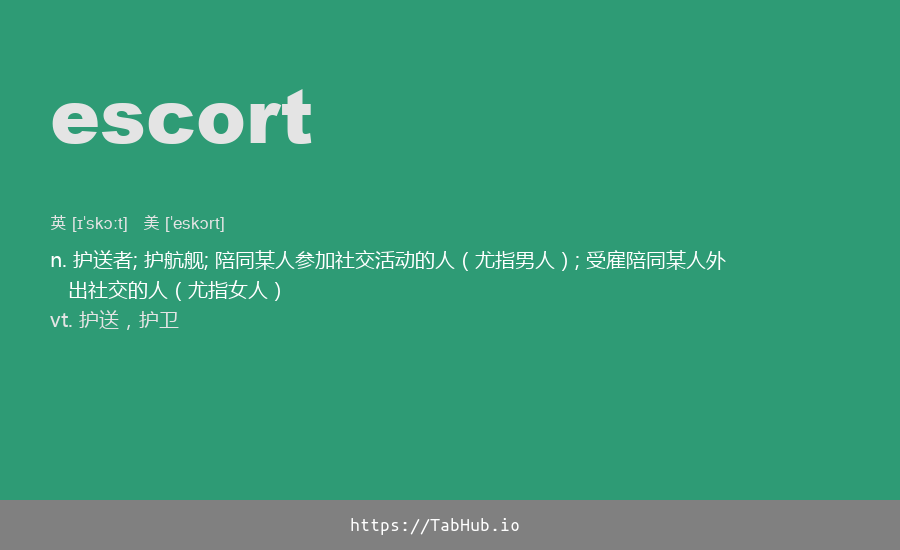 escort
英 [ɪˈskɔːt] 美 [ˈeskɔrt]
n. 护送者; 护航舰; 陪同某人参加社交活动的人（尤指男人）; 受雇陪同某人外
出社交的人（尤指女人）
vt. 护送，护卫
https://TabHub.io